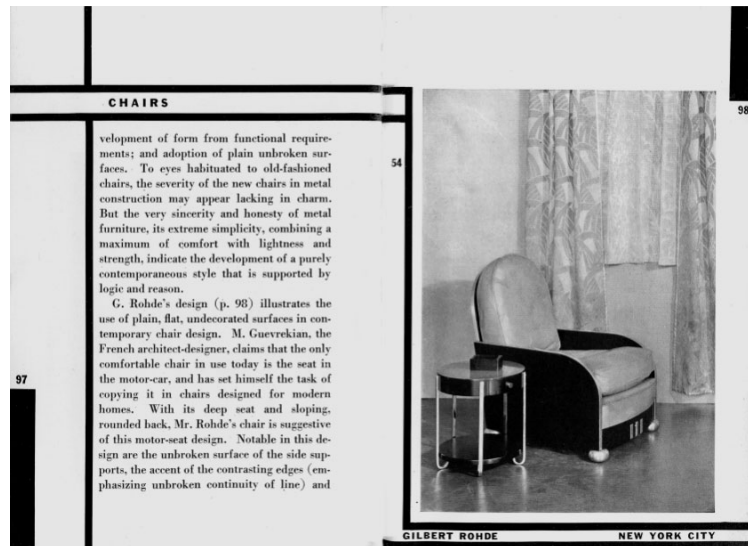 CHAIRS
velopment of form from functional require-
ments; and adoption of plain unbroken sur-
faces. To eyes habituated to old-fashioned
chairs, the severity of the new chairs in metal
construction may appear lacking in charm.
But the very sincerity and honesty of metal
furniture, its extreme simplicity, combining a
maximum of comfort with lightness and
strength, indicate the development of a purely
contemporaneous style that is supported by
logic and reason.
G. Rohde's design (p. 98) illustrates the
use of plain, flat, undecorated surfaces in con-
temporary chair design. M. Guevrekian, the
French architect-designer, claims that the only
comfortable chair in use today is the seat in
the motor-car, and has set himself the task of
copying it in chairs designed for modern
homes. With its deep seat and sloping,
rounded back, Mr. Rohde's chair is suggestive
of this motor-seat design. Notable in this de-
sign are the unbroken surface of the side sup-
ports, the accent of the contrasting edges (em-
phasizing unbroken continuity of line) and
97
98
54
GILBERT ROHDE NEW YORK CITY